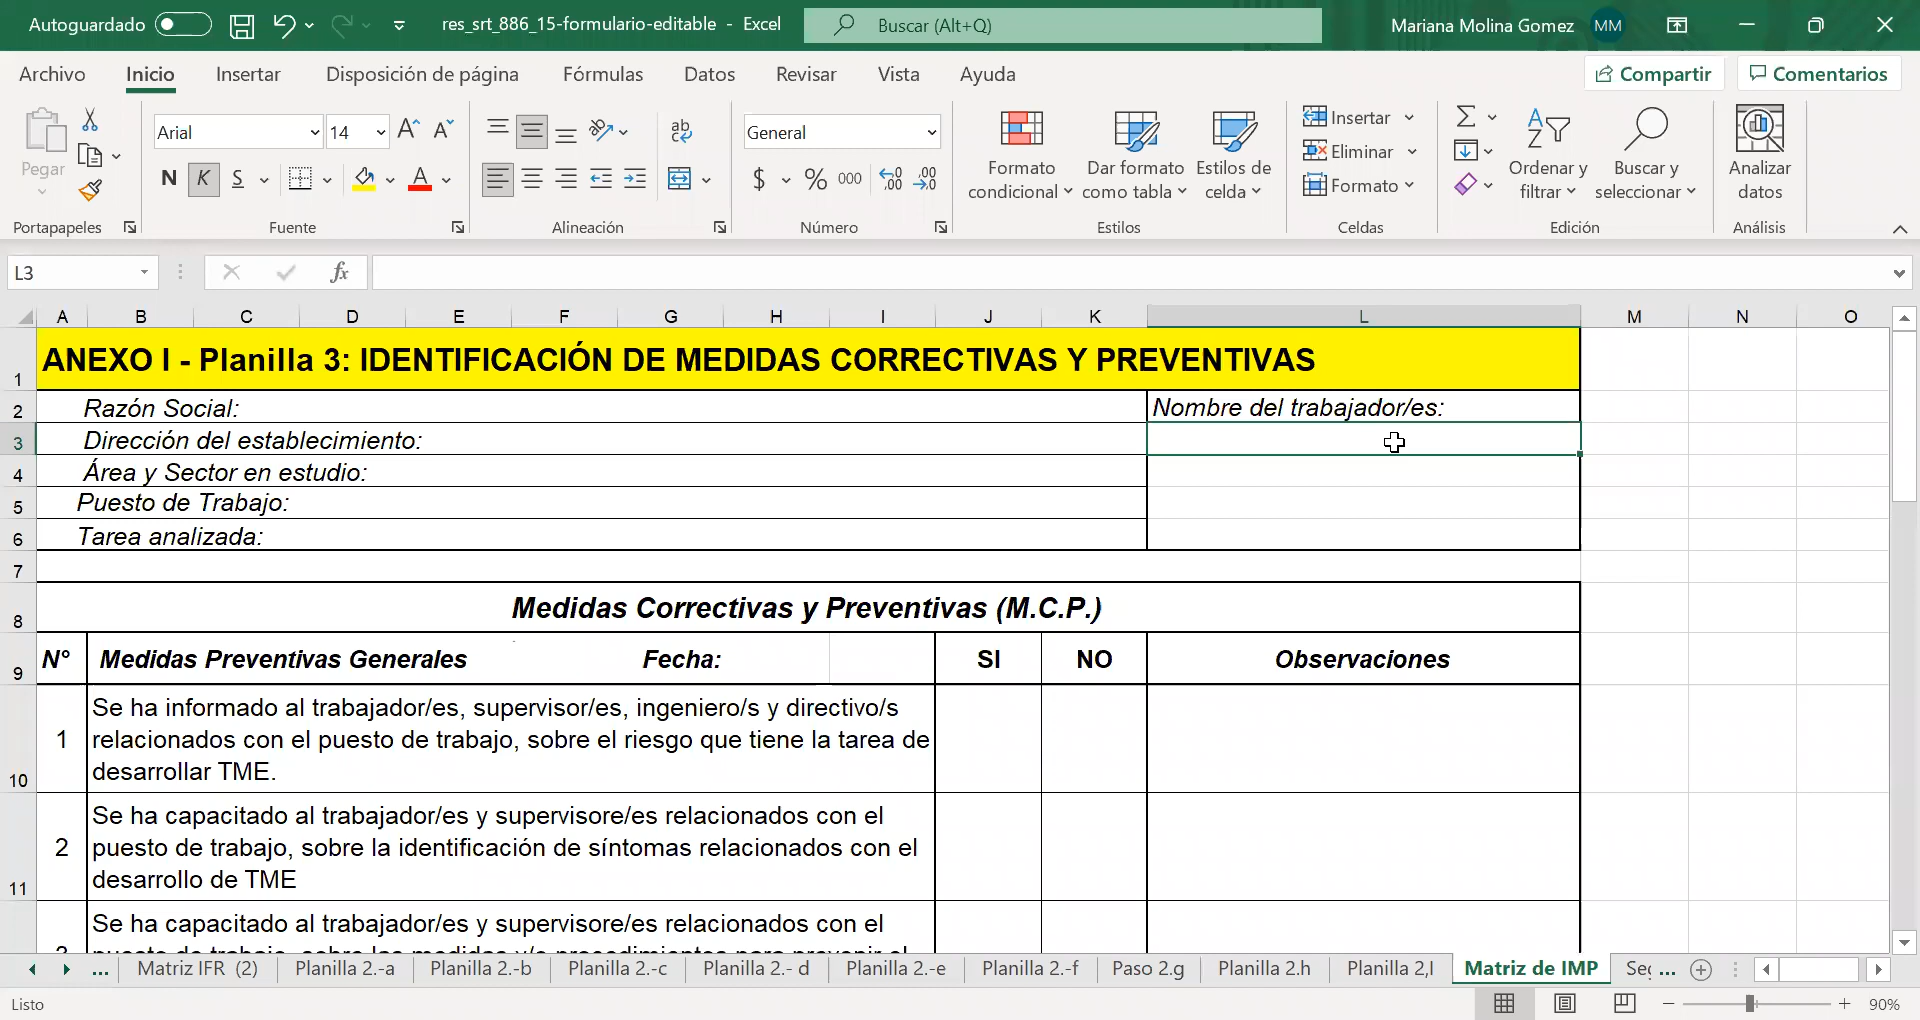 Autoguardado
res_srt_886_15-formulario-editable - Excel
Buscar (Alt+Q)
Mariana Molina Gomez MM
Archivo Inicio Insertar Disposición de página Fórmulas Datos Revisar Vista Ayuda
Compartir Comentarios
Pegar
Arial 14
N K S
General
$ % 000
Formato condicional
Dar formato como tabla
Estilos de celda
Insertar
Eliminar
Formato
Ordenar y filtrar
Buscar y seleccionar
Analizar datos
Portapapeles Fuente Alineación Número Estilos Celdas Edición Análisis
L3 fx
A B C D E F G H I J K L M N O
1 ANEXO I - Planilla 3: IDENTIFICACIÓN DE MEDIDAS CORRECTIVAS Y PREVENTIVAS
2 Razón Social: Nombre del trabajador/es:
3 Dirección del establecimiento:
4 Área y Sector en estudio:
5 Puesto de Trabajo:
6 Tarea analizada:
7
8 Medidas Correctivas y Preventivas (M.C.P.)
9 N° Medidas Preventivas Generales Fecha: SI NO Observaciones
Se ha informado al trabajador/es, supervisor/es, ingeniero/s y directivo/s
1 relacionados con el puesto de trabajo, sobre el riesgo que tiene la tarea de
10 desarrollar TME.
Se ha capacitado al trabajador/es y supervisore/es relacionados con el
2 puesto de trabajo, sobre la identificación de síntomas relacionados con el
11 desarrollo de TME
Se ha capacitado al trabajador/es y supervisore/es relacionados con el
... Matriz IFR (2) Planilla 2.-a Planilla 2.-b Planilla 2.-c Planilla 2.- d Planilla 2.-e Planilla 2.-f Paso 2.g Planilla 2.h Planilla 2,I Matriz de IMP ...
Listo 90%